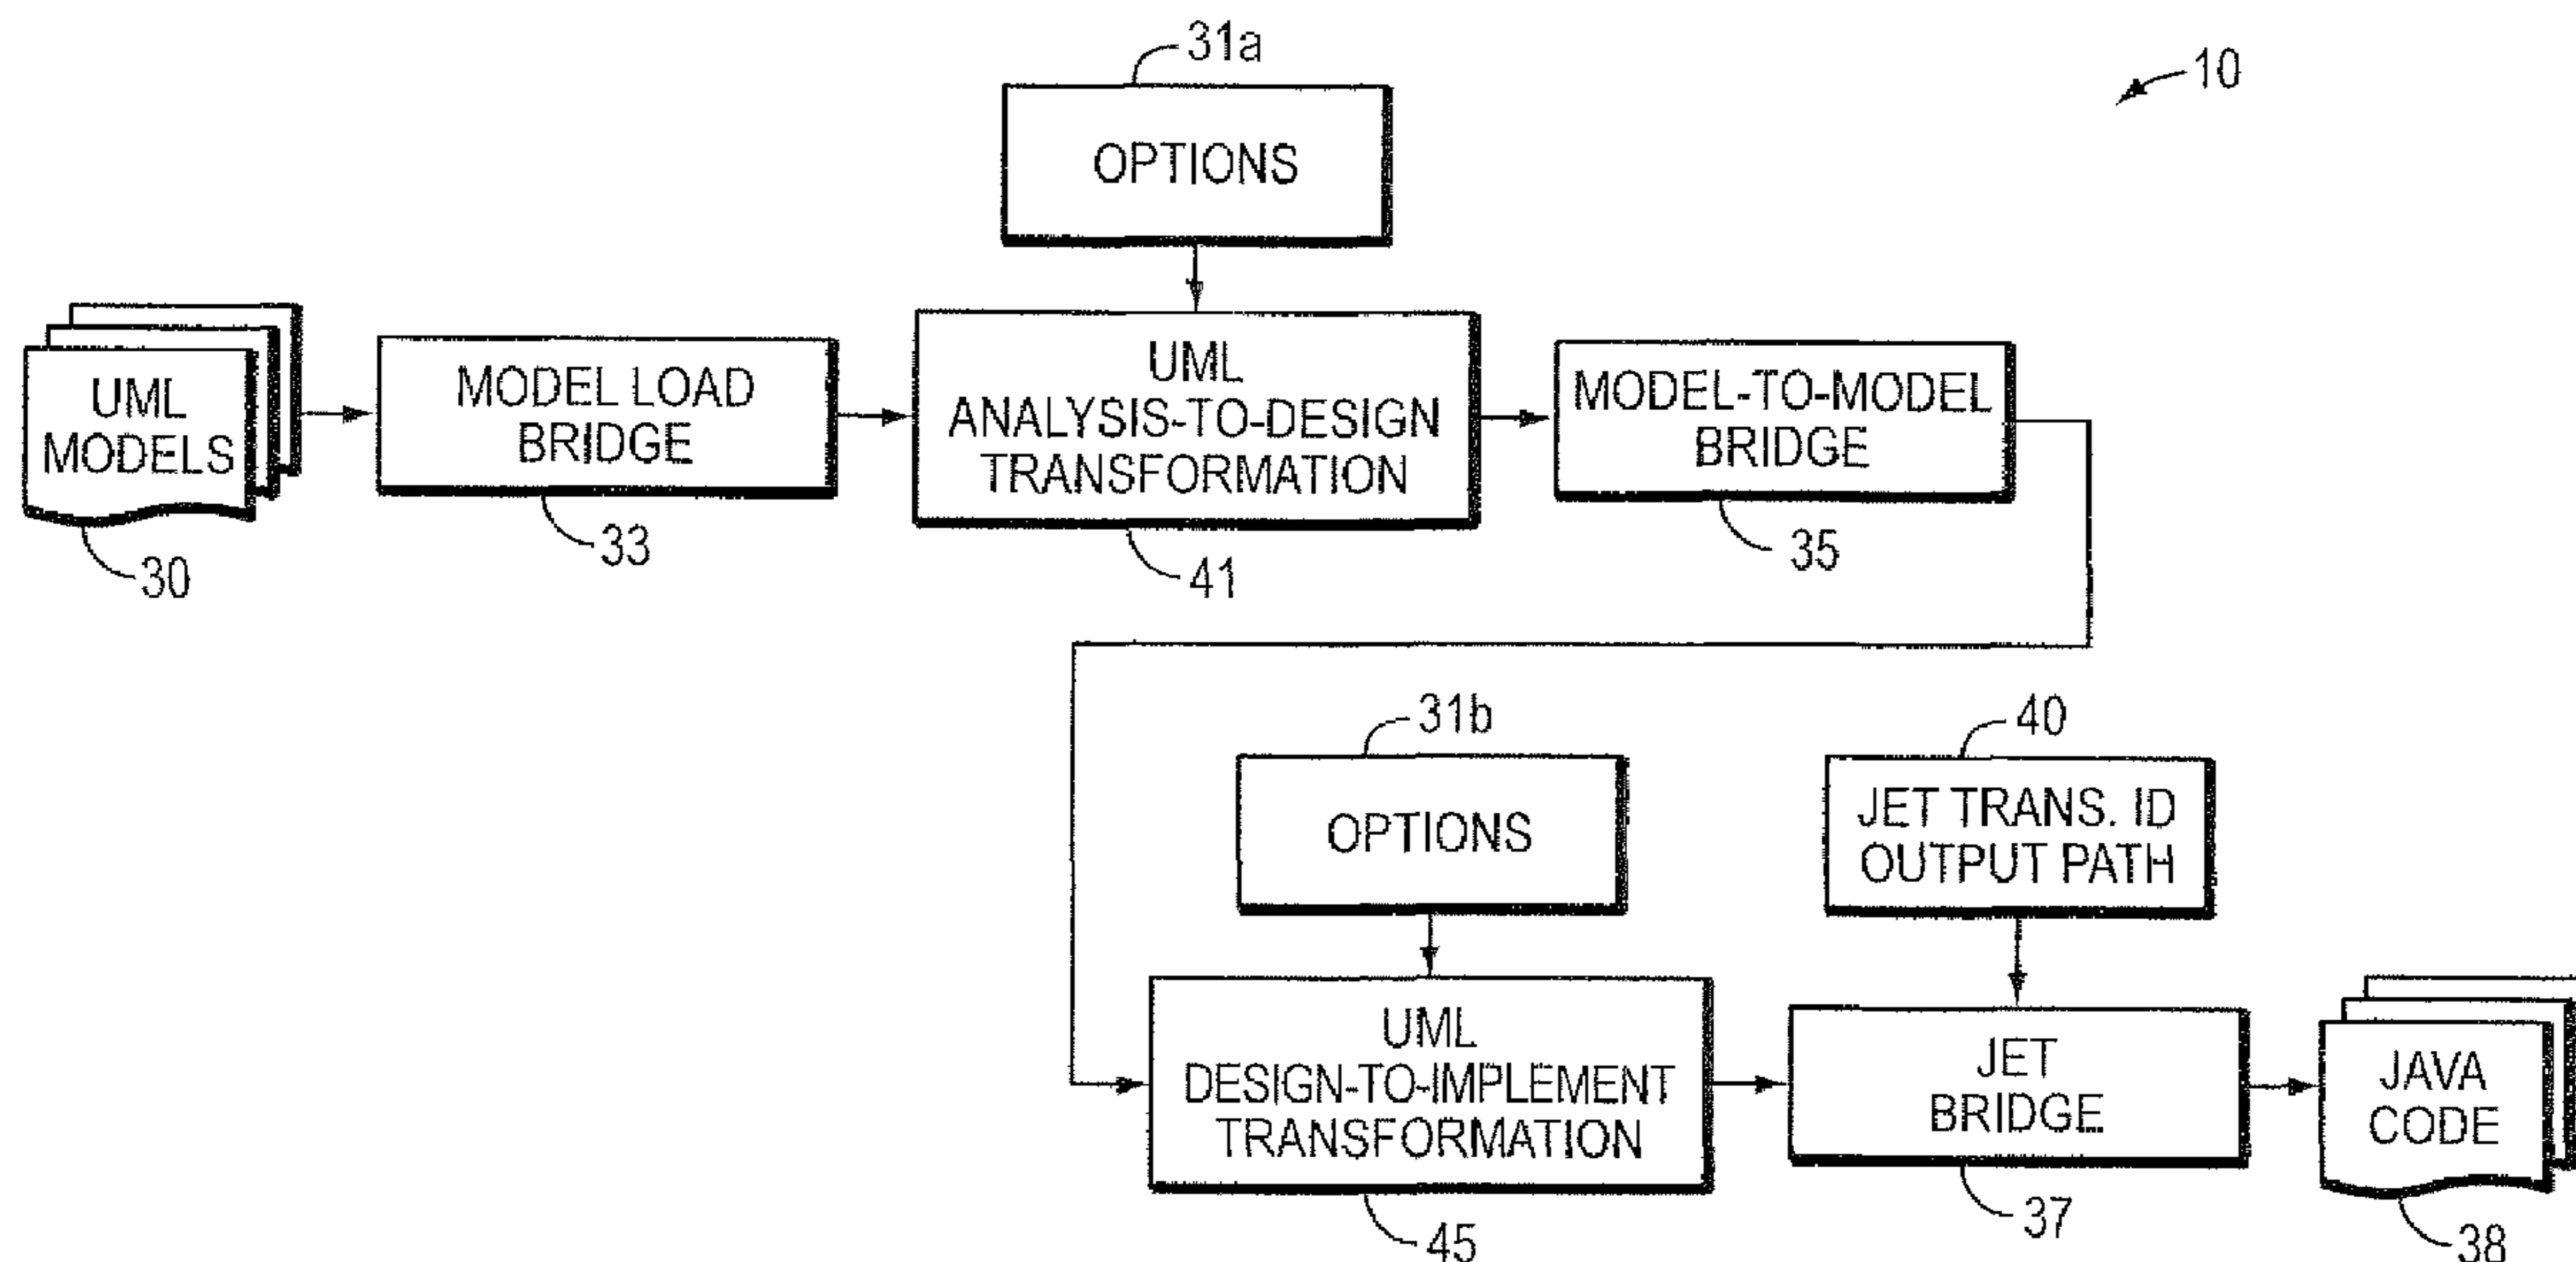 31a
10
OPTIONS
UML
MODELS
30
MODEL LOAD
BRIDGE
33
UML
ANALYSIS-TO-DESIGN
TRANSFORMATION
41
MODEL-TO-MODEL
BRIDGE
35
31b
OPTIONS
40
JET TRANS. ID
OUTPUT PATH
UML
DESIGN-TO-IMPLEMENT
TRANSFORMATION
45
JET
BRIDGE
37
JAVA
CODE
38